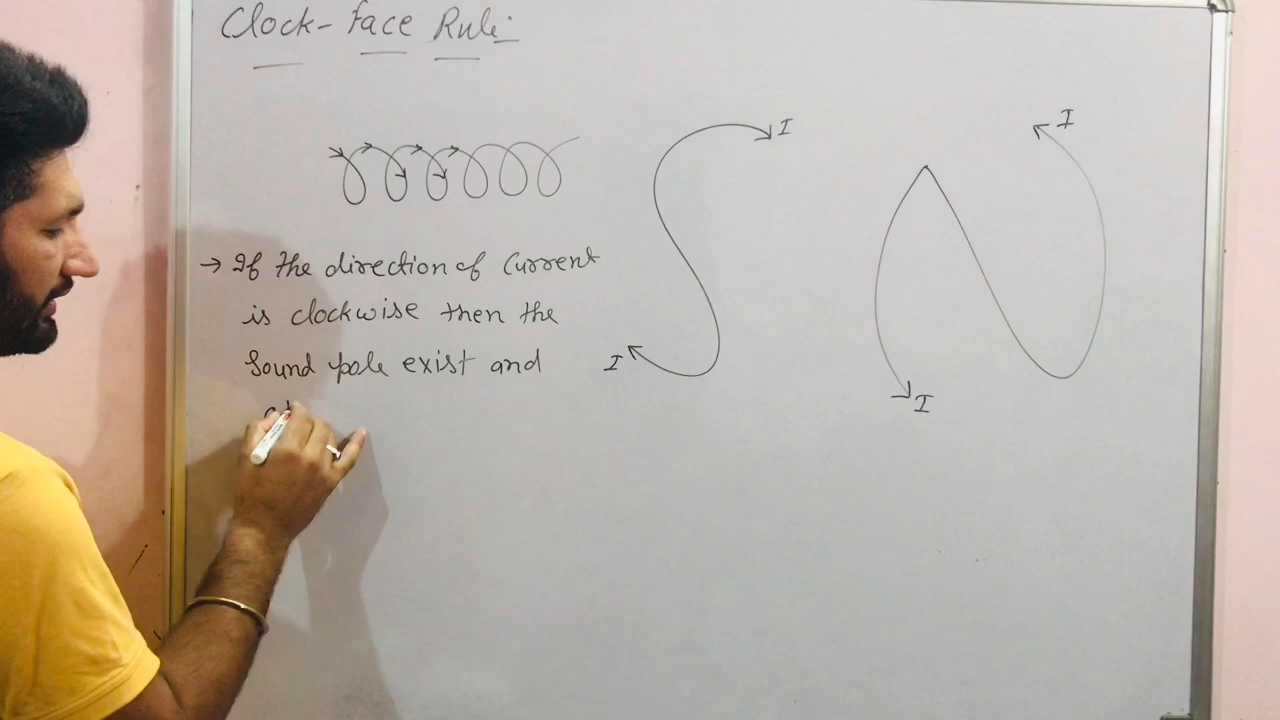 Clock-Face Rule:-
I
I
→ If the direction of Current
is clockwise then the
Sound pole exist and
I
I